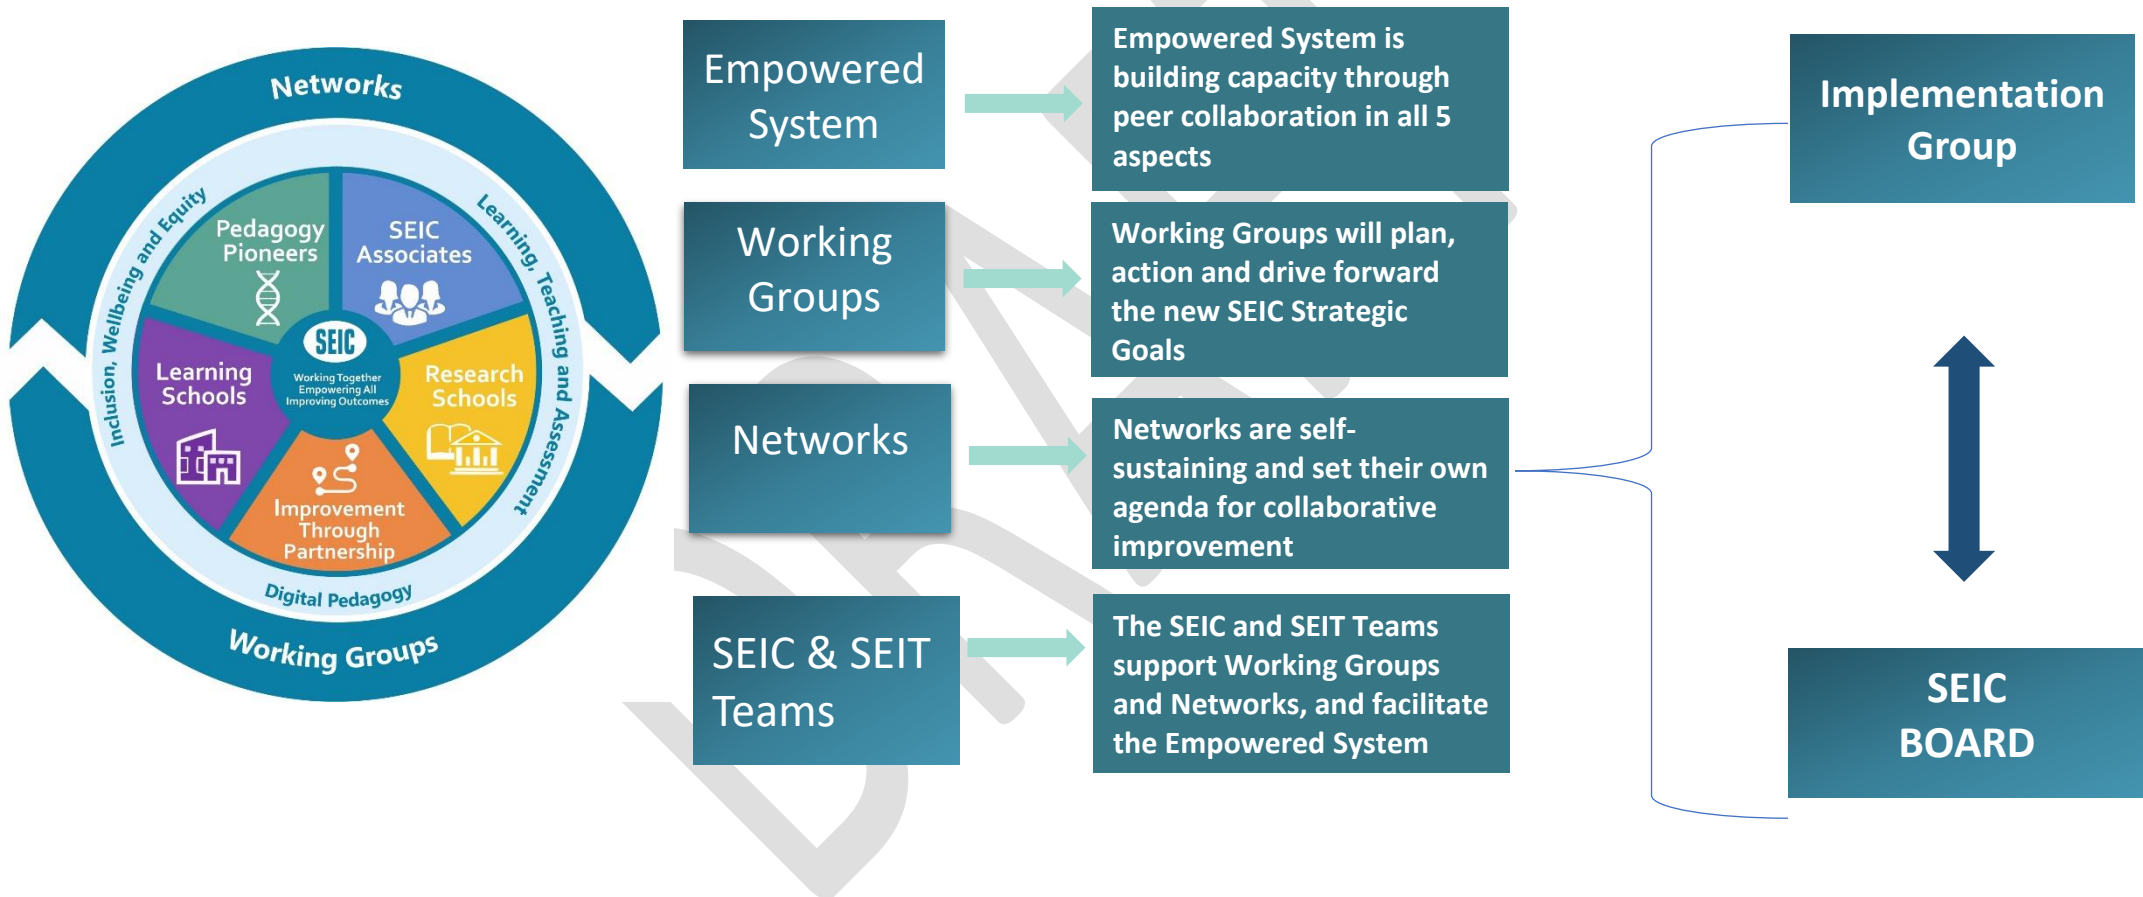 Networks
Inclusion, Wellbeing and Equity
Learning, Teaching and Assessment
Pedagogy
Pioneers
SEIC
Associates
Learning
Schools
SEIC
Working Together
Empowering All
Improving Outcomes
Research
Schools
Improvement
Through
Partnership
Digital Pedagogy
Working Groups
Empowered
System
Empowered System is
building capacity through
peer collaboration in all 5
aspects
Working
Groups
Working Groups will plan,
action and drive forward
the new SEIC Strategic
Goals
Networks
Networks are self-
sustaining and set their own
agenda for collaborative
improvement
SEIC & SEIT
Teams
The SEIC and SEIT Teams
support Working Groups
and Networks, and facilitate
the Empowered System
Implementation
Group
SEIC
BOARD
DRAFT